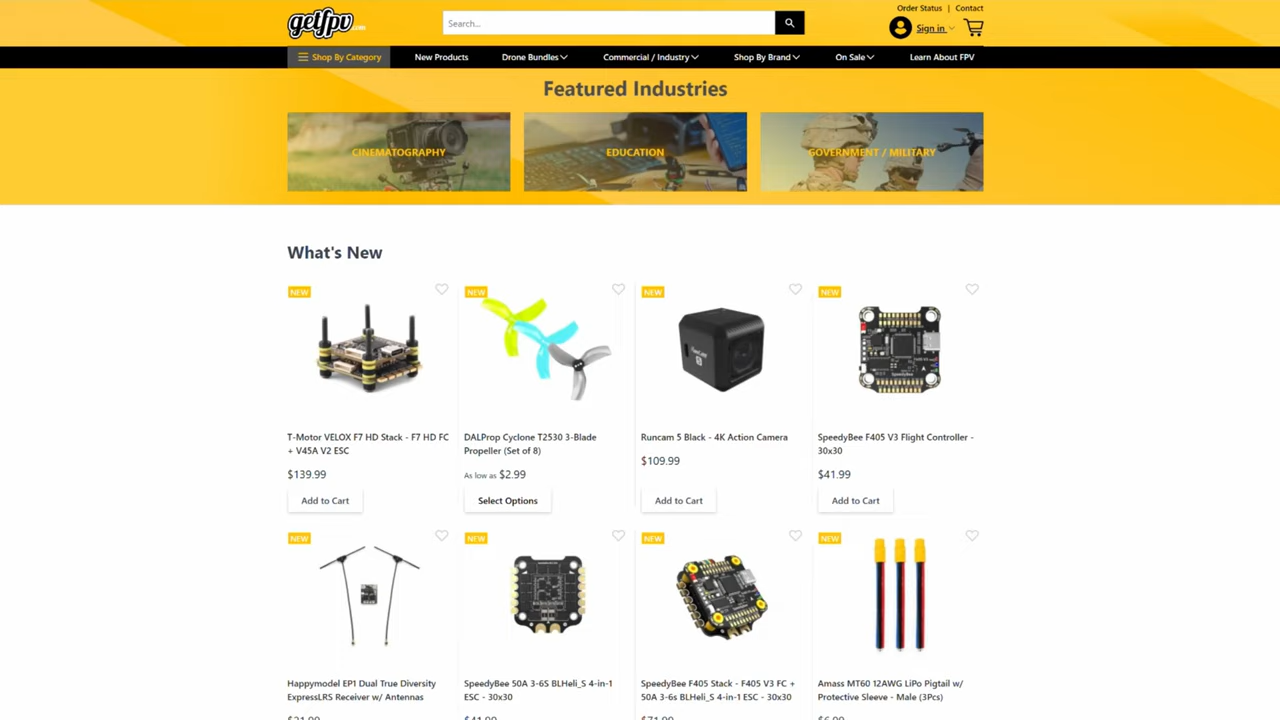 Order Status | Contact
getfpv.com
Search...
Sign in
Shop By Category
New Products
Drone Bundles
Commercial / Industry
Shop By Brand
On Sale
Learn About FPV
Featured Industries
CINEMATOGRAPHY
EDUCATION
GOVERNMENT / MILITARY
What's New
NEW
NEW
NEW
NEW
T-Motor VELOX F7 HD Stack - F7 HD FC
+ V45A V2 ESC
$139.99
Add to Cart
DALProp Cyclone T2530 3-Blade
Propeller (Set of 8)
As low as $2.99
Select Options
Runcam 5 Black - 4K Action Camera
$109.99
Add to Cart
SpeedyBee F405 V3 Flight Controller -
30x30
$41.99
Add to Cart
NEW
NEW
NEW
NEW
Happymodel EP1 Dual True Diversity
ExpressLRS Receiver w/ Antennas
SpeedyBee 50A 3-6S BLHeli_S 4-in-1
ESC - 30x30
SpeedyBee F405 Stack - F405 V3 FC +
50A 3-6s BLHeli_S 4-in-1 ESC - 30x30
Amass MT60 12AWG LiPo Pigtail w/
Protective Sleeve - Male (3Pcs)